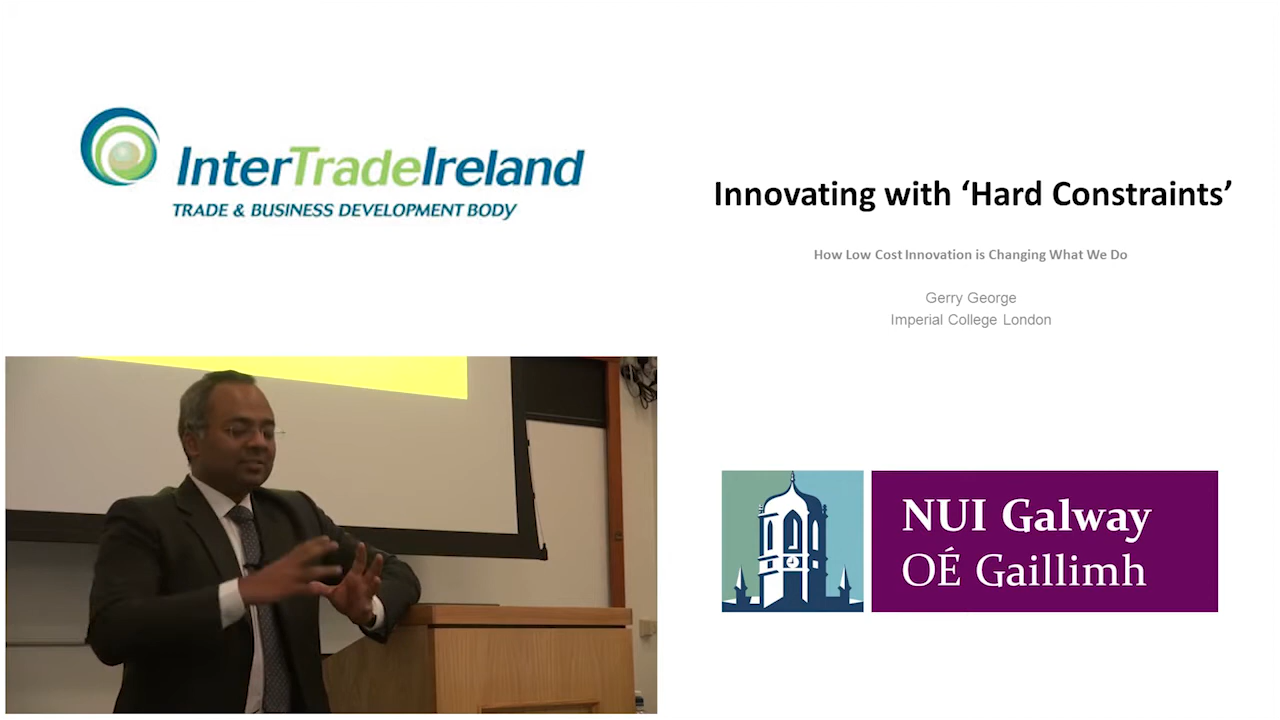 InterTradeIreland
TRADE & BUSINESS DEVELOPMENT BODY
Innovating with ‘Hard Constraints’
How Low Cost Innovation is Changing What We Do
Gerry George
Imperial College London
NUI Galway
OÉ Gaillimh